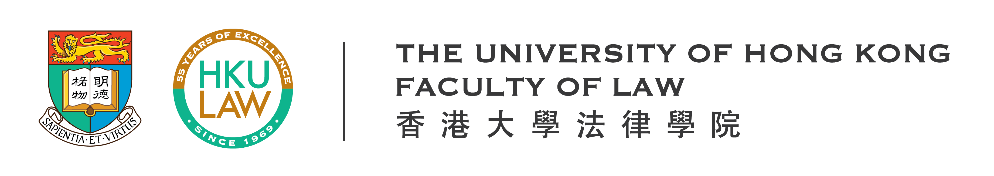 明德
格物
SAPIENTIA·ET·VIRTUS
55 YEARS OF EXCELLENCE
HKU
LAW
• SINCE 1969 •
THE UNIVERSITY OF HONG KONG
FACULTY OF LAW
香港大學法律學院